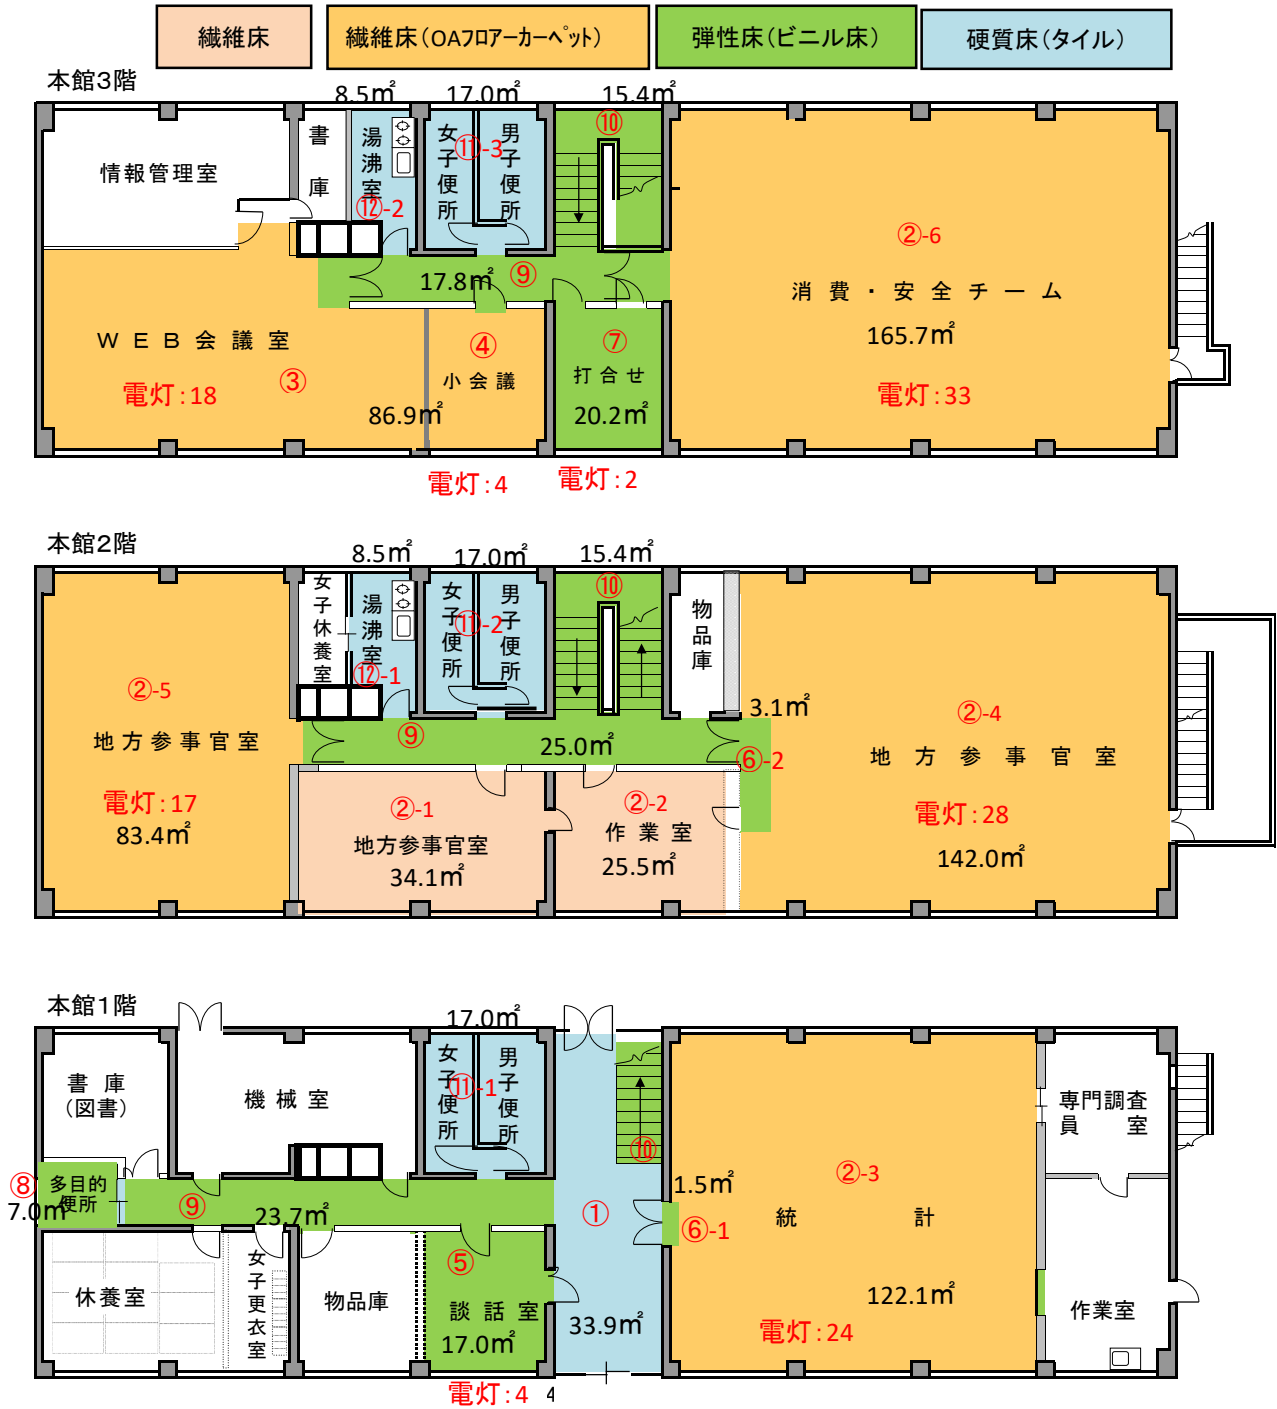 繊維床
繊維床(OAフロアーカーペット)
弾性床(ビニル床)
硬質床(タイル)
本館3階
8.5㎡
17.0㎡
15.4㎡
情報管理室
書庫
湯沸室
⑫-2
女子便所
⑪-3
男子便所
⑩
17.8㎡
⑨
②-6
消費・安全チーム
165.7㎡
電灯:33
WEB会議室
電灯:18
③
86.9㎡
④
小会議
電灯:4
⑦
打合せ
20.2㎡
電灯:2
本館2階
8.5㎡
17.0㎡
15.4㎡
女子休養室
湯沸室
⑫-1
女子便所
⑪-2
男子便所
⑩
物品庫
3.1㎡
②-5
地方参事官室
電灯:17
83.4㎡
⑨
25.0㎡
⑥-2
②-4
地方参事官室
電灯:28
142.0㎡
②-1
地方参事官室
34.1㎡
②-2
作業室
25.5㎡
本館1階
17.0㎡
書庫
(図書)
機械室
女子便所
⑪-1
男子便所
⑩
専門調査
員室
⑧
多目的
便所
7.0㎡
⑨
23.7㎡
①
33.9㎡
1.5㎡
⑥-1
②-3
統計
122.1㎡
電灯:24
休養室
女子更衣室
物品庫
⑤
談話室
17.0㎡
電灯:4
4
作業室